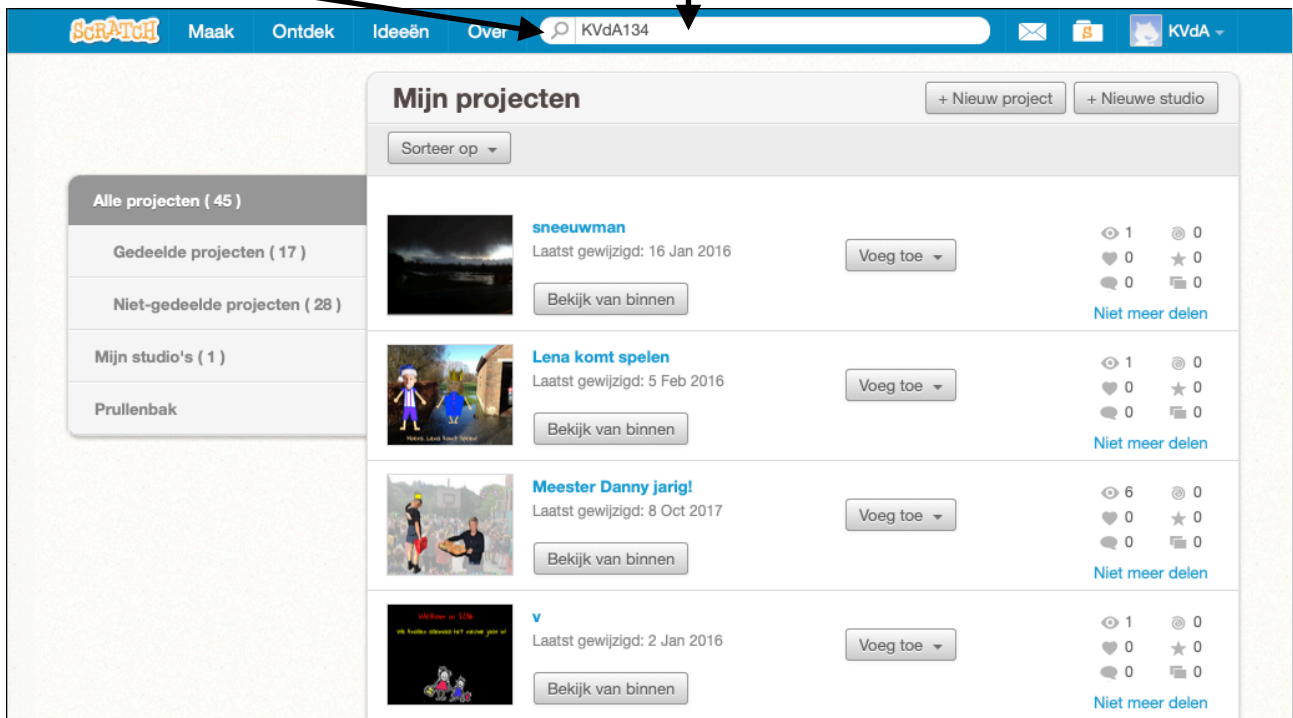 SCRATCH Maak Ontdek Ideeën Over KVdA134 S KVdA
Mijn projecten
+ Nieuw project + Nieuwe studio
Sorteer op
Alle projecten ( 45 )
Gedeelde projecten ( 17 )
Niet-gedeelde projecten ( 28 )
Mijn studio's ( 1 )
Prullenbak
sneeuwman
Laatst gewijzigd: 16 Jan 2016
Bekijk van binnen
Voeg toe
1 0
0 0
0 0
Niet meer delen
Lena komt spelen
Laatst gewijzigd: 5 Feb 2016
Bekijk van binnen
Voeg toe
1 0
0 0
0 0
Niet meer delen
Meester Danny jarig!
Laatst gewijzigd: 8 Oct 2017
Bekijk van binnen
Voeg toe
6 0
0 0
0 0
Niet meer delen
v
Laatst gewijzigd: 2 Jan 2016
Bekijk van binnen
Voeg toe
1 0
0 0
0 0
Niet meer delen